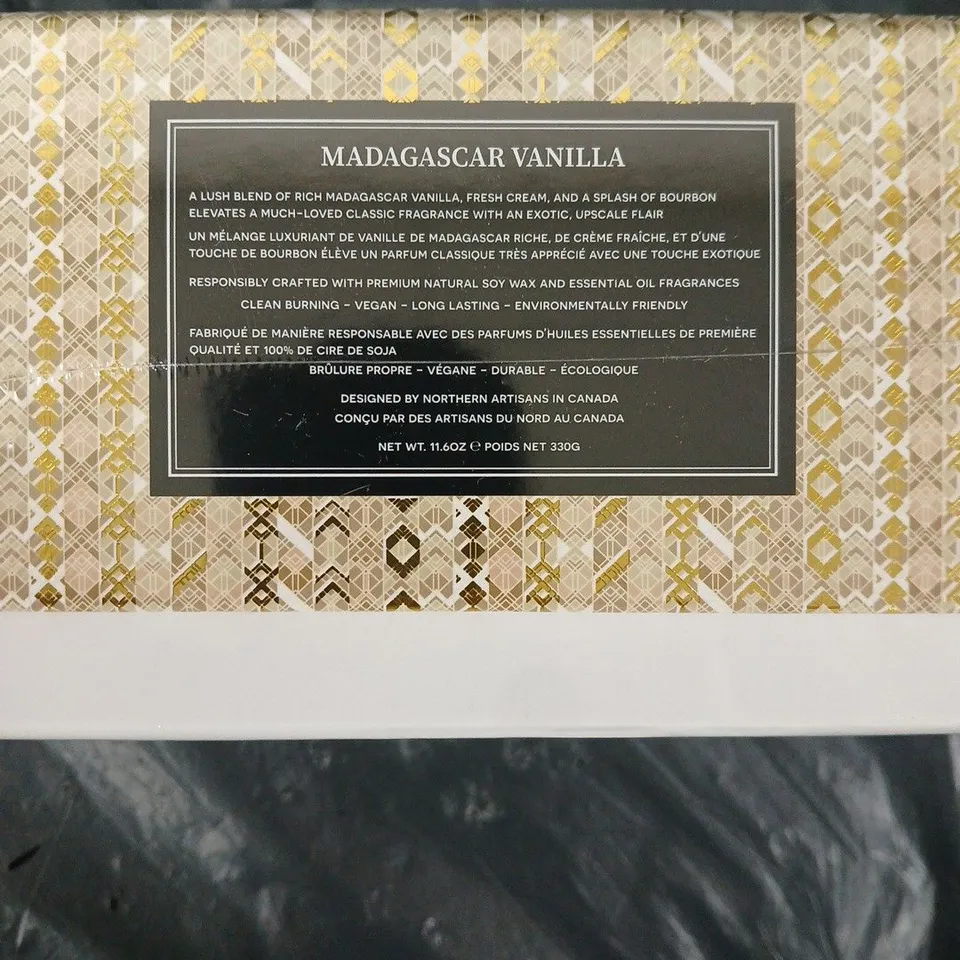 MADAGASCAR VANILLA
A LUSH BLEND OF RICH MADAGASCAR VANILLA, FRESH CREAM, AND A SPLASH OF BOURBON
ELEVATES A MUCH-LOVED CLASSIC FRAGRANCE WITH AN EXOTIC, UPSCALE FLAIR
UN MÉLANGE LUXURIANT DE VANILLE DE MADAGASCAR RICHE, DE CRÈME FRAÎCHE, ET D'UNE
TOUCHE DE BOURBON ÉLÈVE UN PARFUM CLASSIQUE TRÈS APPRÉCIÉ AVEC UNE TOUCHE EXOTIQUE
RESPONSIBLY CRAFTED WITH PREMIUM NATURAL SOY WAX AND ESSENTIAL OIL FRAGRANCES
CLEAN BURNING - VEGAN - LONG LASTING - ENVIRONMENTALLY FRIENDLY
FABRIQUÉ DE MANIÈRE RESPONSABLE AVEC DES PARFUMS D'HUILES ESSENTIELLES DE PREMIÈRE
QUALITÉ ET 100% DE CIRE DE SOJA
BRÛLURE PROPRE - VÉGANE - DURABLE - ÉCOLOGIQUE
DESIGNED BY NORTHERN ARTISANS IN CANADA
CONÇU PAR DES ARTISANS DU NORD AU CANADA
NET WT. 11.6OZ ℮ POIDS NET 330G